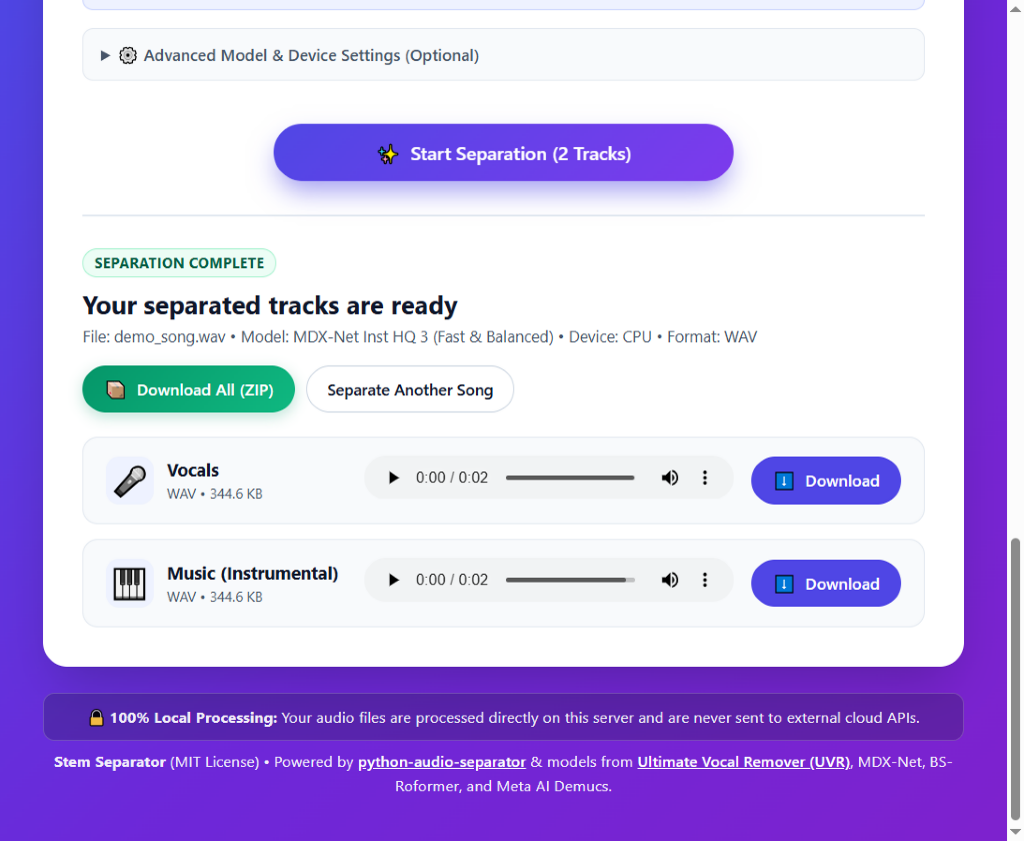 Advanced Model & Device Settings (Optional)
Start Separation (2 Tracks)
SEPARATION COMPLETE
Your separated tracks are ready
File: demo_song.wav • Model: MDX-Net Inst HQ 3 (Fast & Balanced) • Device: CPU • Format: WAV
Download All (ZIP)
Separate Another Song
Vocals
WAV • 344.6 KB
0:00 / 0:02
Download
Music (Instrumental)
WAV • 344.6 KB
0:00 / 0:02
Download
100% Local Processing: Your audio files are processed directly on this server and are never sent to external cloud APIs.
Stem Separator (MIT License) • Powered by python-audio-separator & models from Ultimate Vocal Remover (UVR), MDX-Net, BS-
Roformer, and Meta AI Demucs.